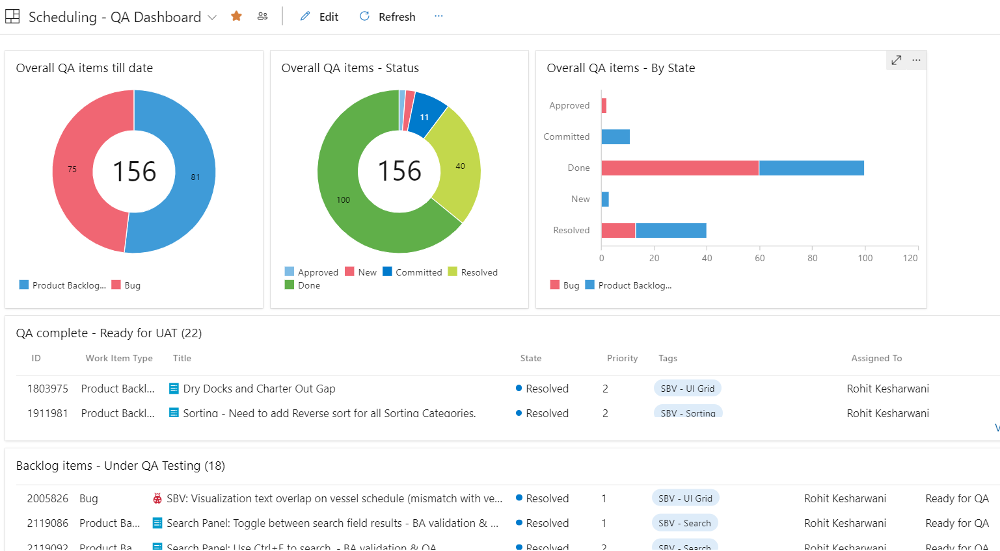 Scheduling - QA Dashboard
Edit
Refresh
Overall QA items till date
75
156
81
Product Backlog...
Bug
Overall QA items - Status
11
40
100
156
Approved
New
Committed
Resolved
Done
Overall QA items - By State
Approved
Committed
Done
New
Resolved
0 20 40 60 80 100 120
Bug
Product Backlog...
QA complete - Ready for UAT (22)
ID Work Item Type Title State Priority Tags Assigned To
1803975 Product Backl... Dry Docks and Charter Out Gap Resolved 2 SBV - UI Grid Rohit Kesharwani
1911981 Product Backl... Sorting - Need to add Reverse sort for all Sorting Categories. Resolved 2 SBV - Sorting Rohit Kesharwani
Backlog items - Under QA Testing (18)
2005826 Bug SBV: Visualization text overlap on vessel schedule (mismatch with ve... Resolved 1 SBV - UI Grid Rohit Kesharwani Ready for QA
2119086 Product Ba... Search Panel: Toggle between search field results - BA validation & ... Resolved 1 SBV - Search Rohit Kesharwani Ready for QA
2119092 Product Ba... Search Panel: Use Ctrl+F to search - BA validation & QA Resolved 2 SBV - Search Rohit Kesharwani Ready for QA